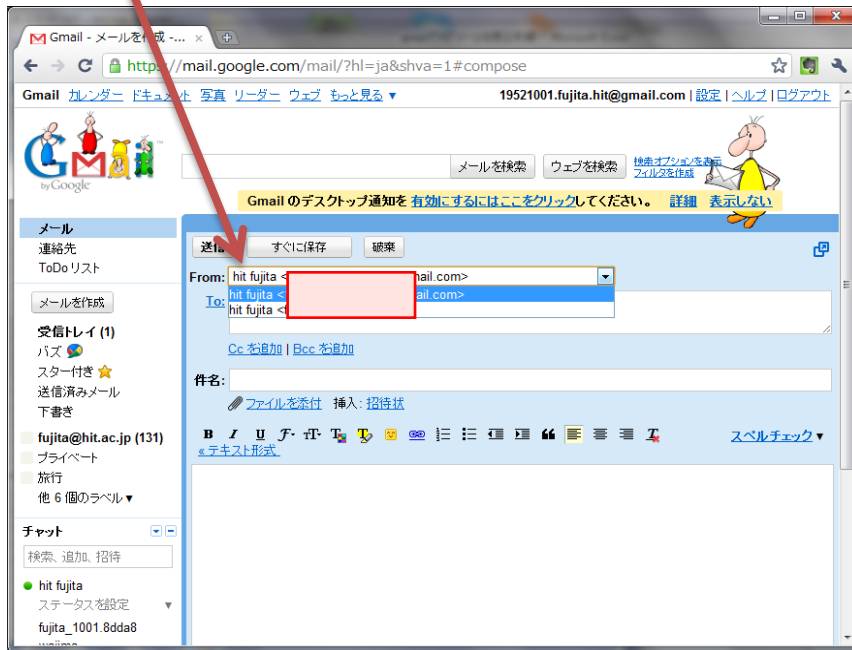 Gmail - メールを作成 -...
https://mail.google.com/mail/?hl=ja&shva=1#compose
Gmail カレンダー ドキュメント 写真 リーダー ウェブ もっと見る ▼ 19521001.fujita.hit@gmail.com | 設定 | ヘルプ | ログアウト
GMail
by Google
メールを検索 ウェブを検索 検索オプションを表示
フィルタを作成
Gmail のデスクトップ通知を 有効にするにはここをクリックしてください。 詳細 表示しない
メール
連絡先
ToDo リスト
メールを作成
受信トレイ (1)
バズ
スター付き
送信済みメール
下書き
fujita@hit.ac.jp (131)
プライベート
旅行
他 6 個のラベル ▼
チャット
検索、追加、招待
hit fujita
ステータスを設定 ▼
fujita_1001.8dda8
すぐに保存 破棄
From: hit fujita < ail.com>
hit fujita < ail.com>
To: hit fujita <f
Cc を追加 | Bcc を追加
件名:
ファイルを添付 挿入: 招待状
B I U スペルチェック ▼
« テキスト形式